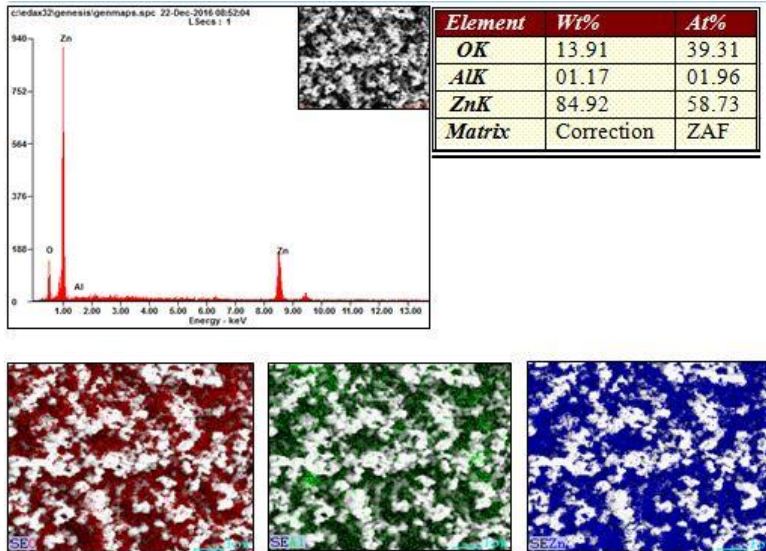 c:\edax32\genesis\genmaps.spc 22-Dec-2016 08:52:04
LSecs : 1
940
752
564
376
188
0
Zn
O
Al
Zn
1.00 2.00 3.00 4.00 5.00 6.00 7.00 8.00 9.00 10.00 11.00 12.00 13.00
Energy - keV
Element Wt% At%
OK 13.91 39.31
AlK 01.17 01.96
ZnK 84.92 58.73
Matrix Correction ZAF
SEO
SE
SEZn